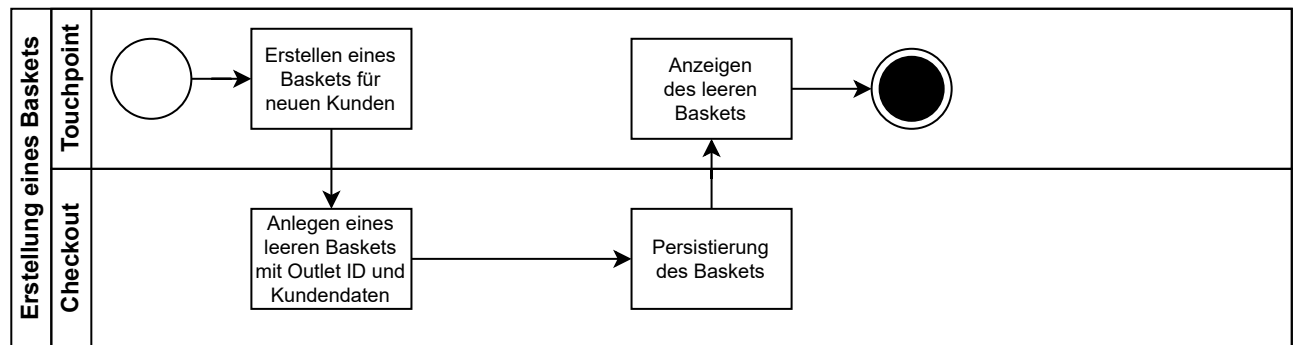 Erstellung eines Baskets
Touchpoint
Erstellen eines
Baskets für
neuen Kunden
Anzeigen
des leeren
Baskets
Checkout
Anlegen eines
leeren Baskets
mit Outlet ID und
Kundendaten
Persistierung
des Baskets